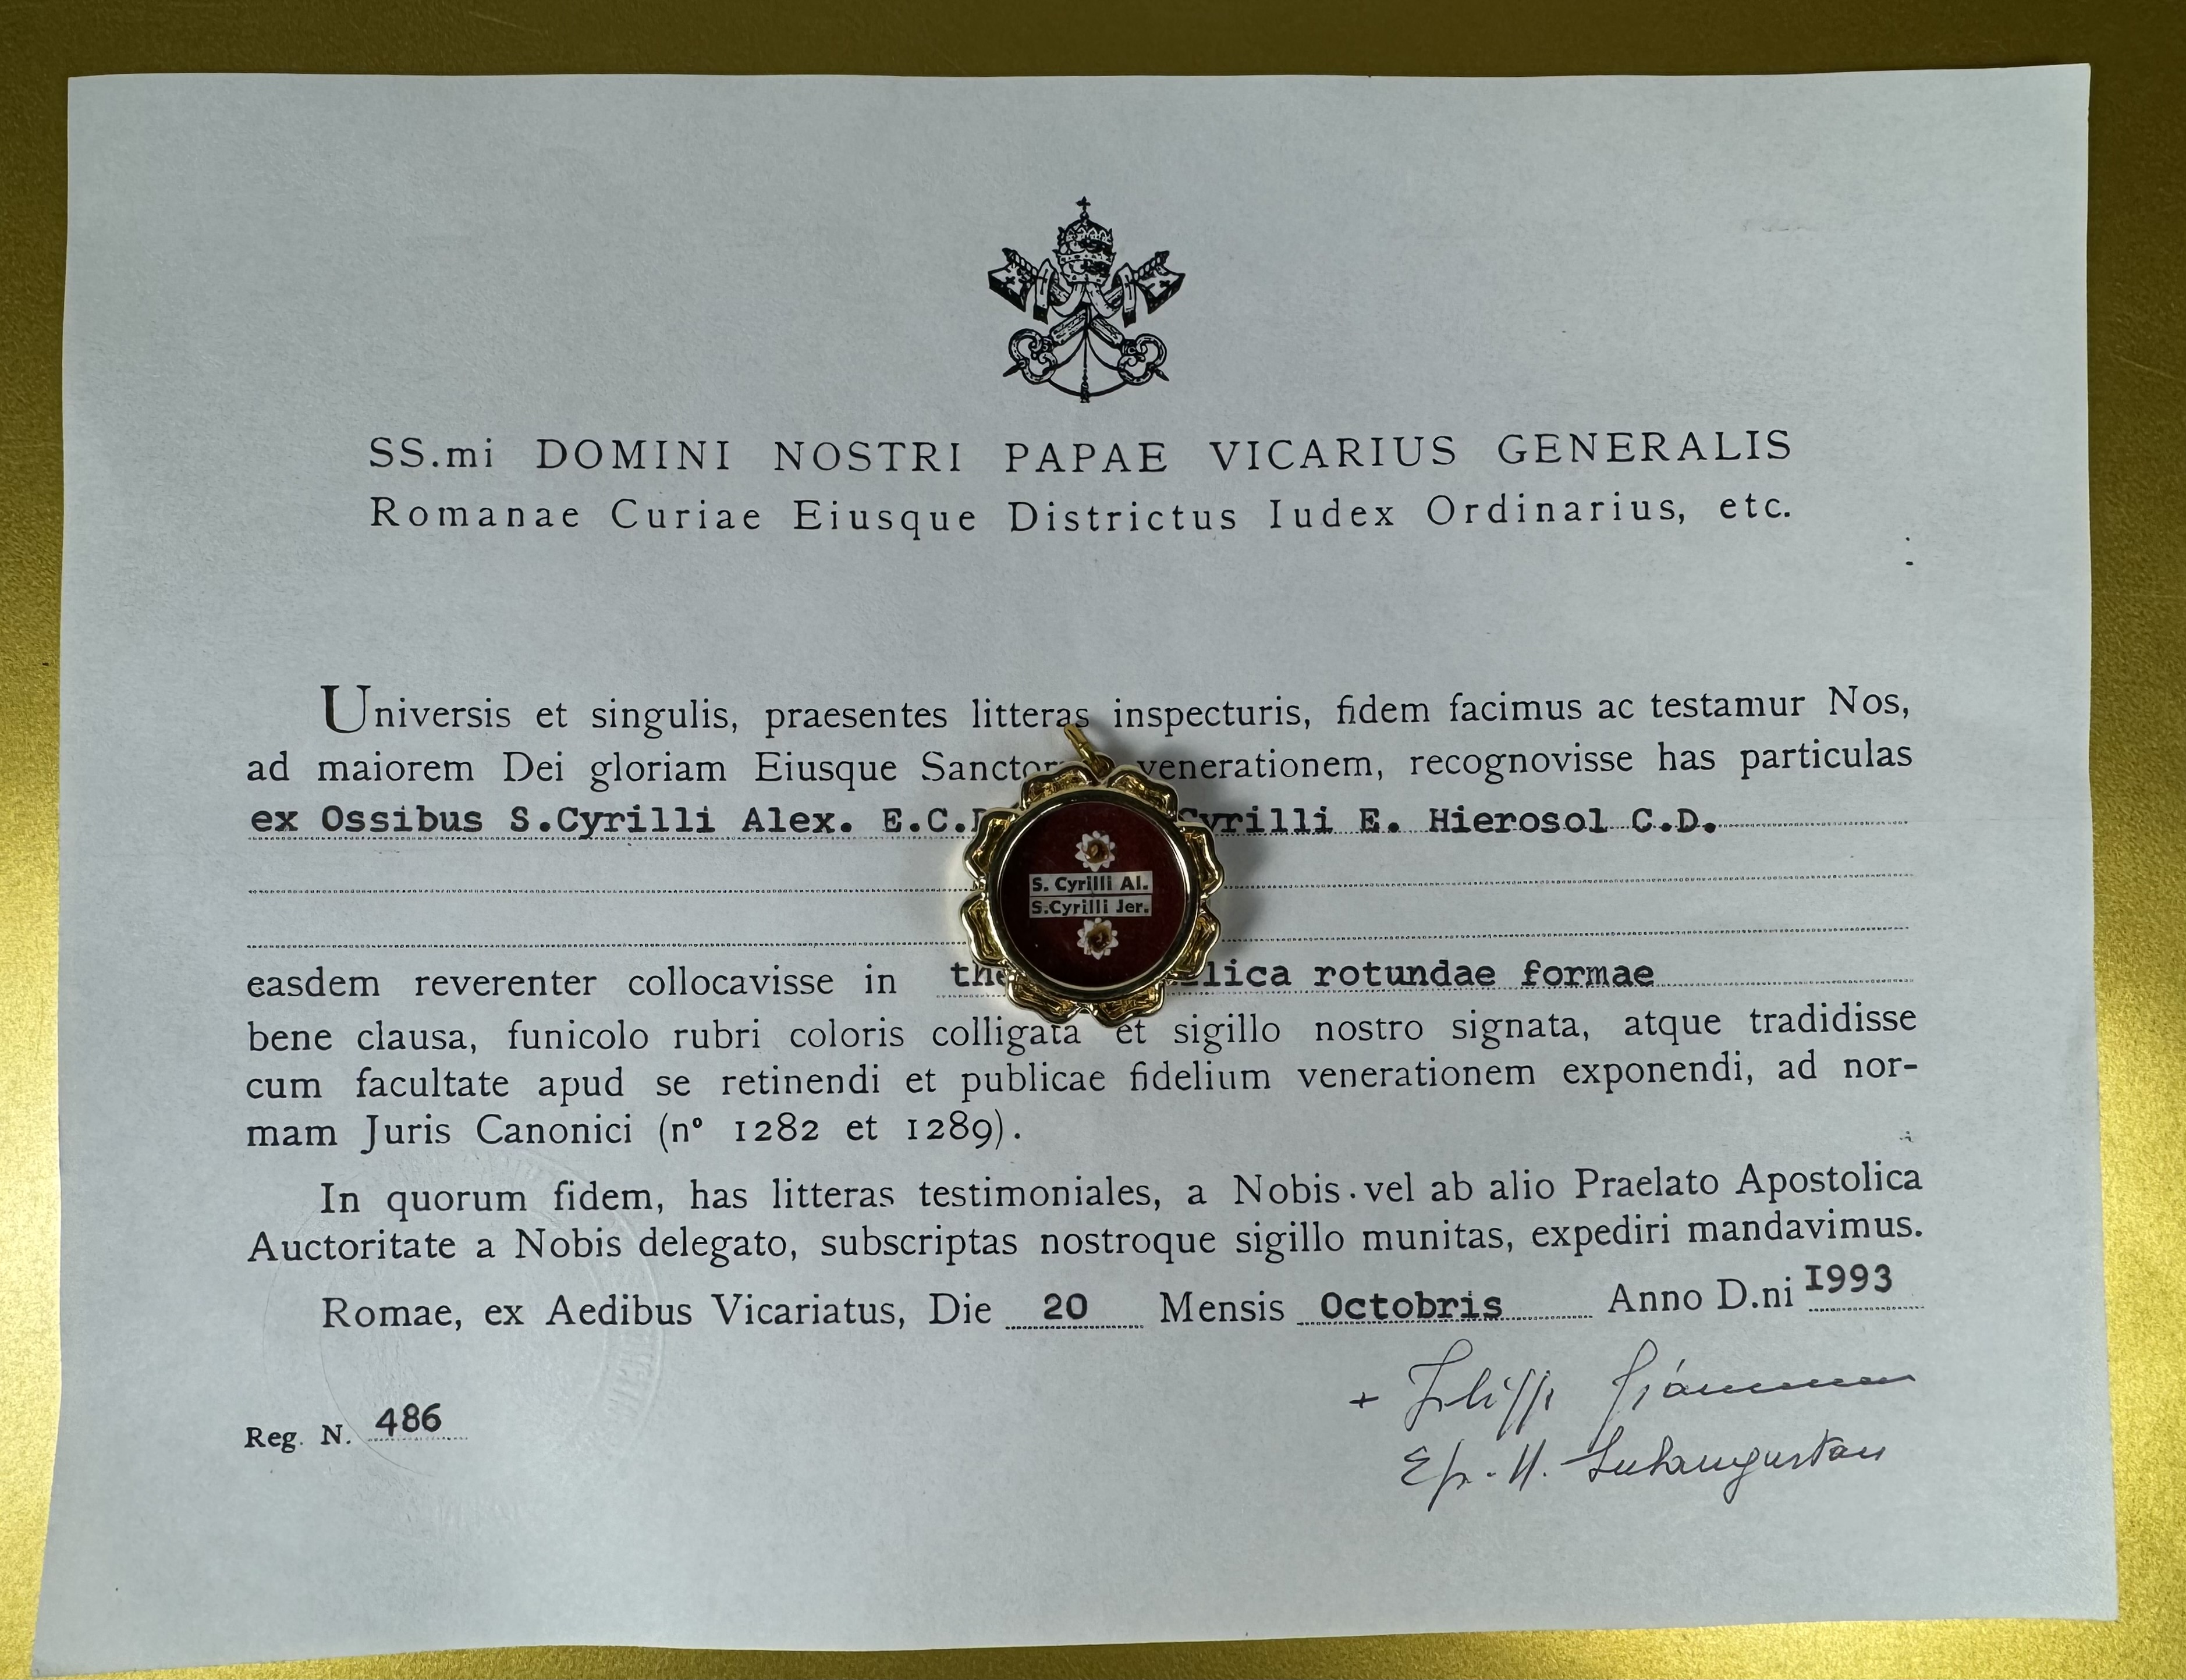 SS.mi DOMINI NOSTRI PAPAE VICARIUS GENERALIS
Romanae Curiae Eiusque Districtus Iudex Ordinarius, etc.
Universis et singulis, praesentes litteras inspecturis, fidem facimus ac testamur Nos,
ad maiorem Dei gloriam Eiusque venerationem, recognovisse has particulas
ex Ossibus S.Cyrilli Alex. E. Hierosol C.D.
S. Cyrilli Al.
S.Cyrilli Jer.
easdem reverenter collocavisse in rotundae formae
bene clausa, funicolo rubri coloris colligata et sigillo nostro signata, atque tradidisse
cum facultate apud se retinendi et publicae fidelium venerationem exponendi, ad nor-
mam Juris Canonici (nº 1282 et 1289).
In quorum fidem, has litteras testimoniales, a Nobis vel ab alio Praelato Apostolica
Auctoritate a Nobis delegato, subscriptas nostroque sigillo munitas, expediri mandavimus.
Romae, ex Aedibus Vicariatus, Die 20 Mensis Octobris Anno D.ni 1993
Reg. N. 486